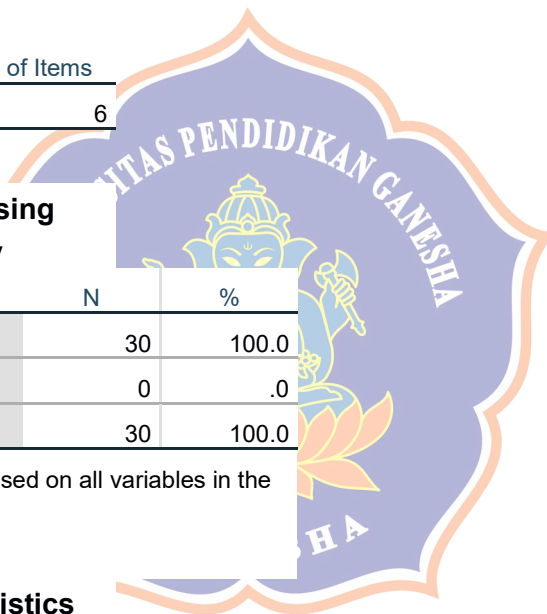 of Items
6
SITAS PENDIDIKAN GANESHA
sing
N %
30 100.0
0 .0
30 100.0
sed on all variables in the
SHA
istics